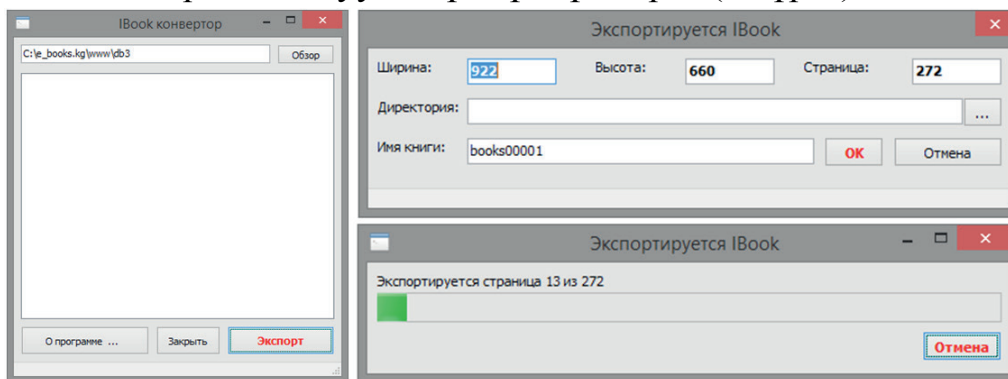 IBook конвертор
C:\e_books.kg\www\db3
Обзор
О программе ...
Закрыть
Экспорт
Экспортируется IBook
Ширина:
922
Высота:
660
Страница:
272
Директория:
...
Имя книги:
books00001
OK
Отмена
Экспортируется IBook
Экспортируется страница 13 из 272
Отмена